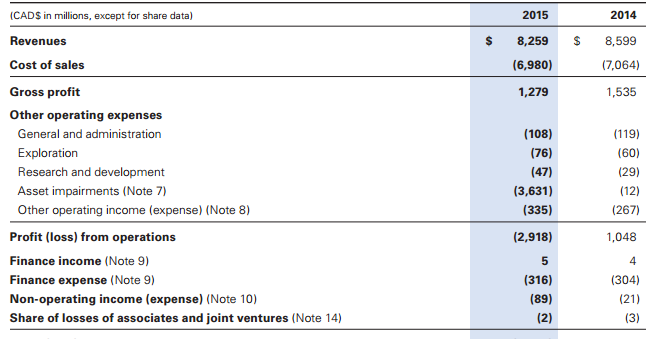 (CAD$ in millions, except for share data) 2015 2014
Revenues $ 8,259 $ 8,599
Cost of sales (6,980) (7,064)
Gross profit 1,279 1,535
Other operating expenses
General and administration (108) (119)
Exploration (76) (60)
Research and development (47) (29)
Asset impairments (Note 7) (3,631) (12)
Other operating income (expense) (Note 8) (335) (267)
Profit (loss) from operations (2,918) 1,048
Finance income (Note 9) 5 4
Finance expense (Note 9) (316) (304)
Non-operating income (expense) (Note 10) (89) (21)
Share of losses of associates and joint ventures (Note 14) (2) (3)